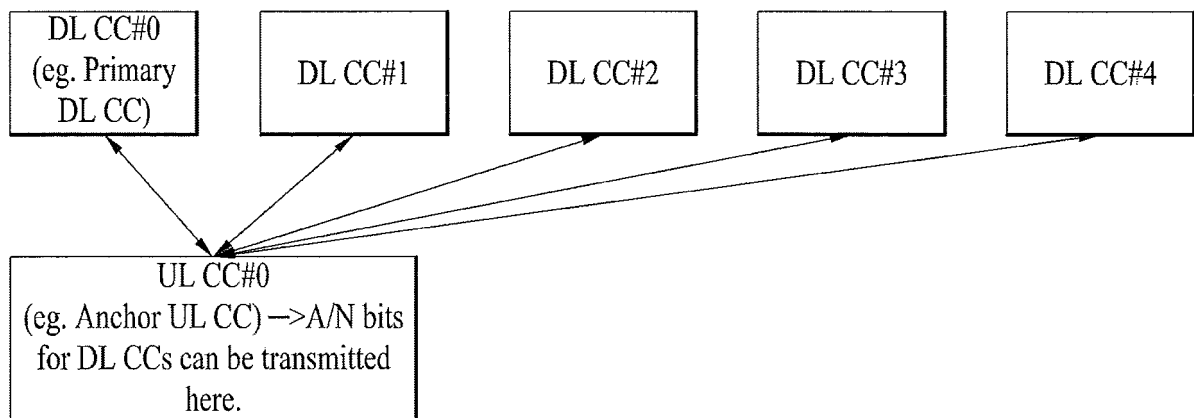 DL CC#0
(eg. Primary
DL CC)
DL CC#1
DL CC#2
DL CC#3
DL CC#4
UL CC#0
(eg. Anchor UL CC) —>A/N bits
for DL CCs can be transmitted
here.